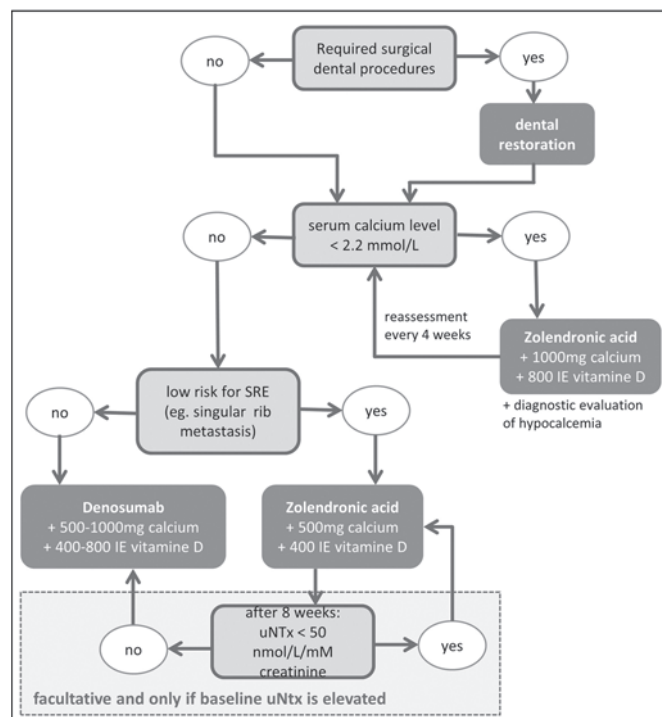 Required surgical
dental procedures
no
yes
dental
restoration
serum calcium level
< 2.2 mmol/L
no
yes
reassessment
every 4 weeks
Zolendronic acid
+ 1000mg calcium
+ 800 IE vitamine D
+ diagnostic evaluation
of hypocalcemia
low risk for SRE
(eg. singular rib
metastasis)
no
yes
Denosumab
+ 500-1000mg calcium
+ 400-800 IE vitamine D
Zolendronic acid
+ 500mg calcium
+ 400 IE vitamine D
after 8 weeks:
uNTx < 50
nmol/L/mM
creatinine
no
yes
facultative and only if baseline uNtx is elevated